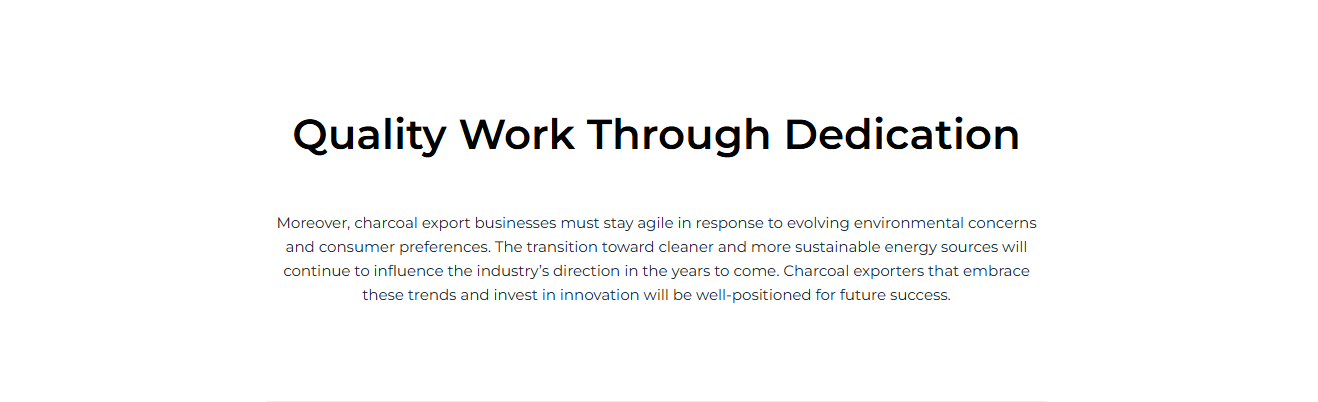 Quality Work Through Dedication
Moreover, charcoal export businesses must stay agile in response to evolving environmental concerns
and consumer preferences. The transition toward cleaner and more sustainable energy sources will
continue to influence the industry’s direction in the years to come. Charcoal exporters that embrace
these trends and invest in innovation will be well-positioned for future success.